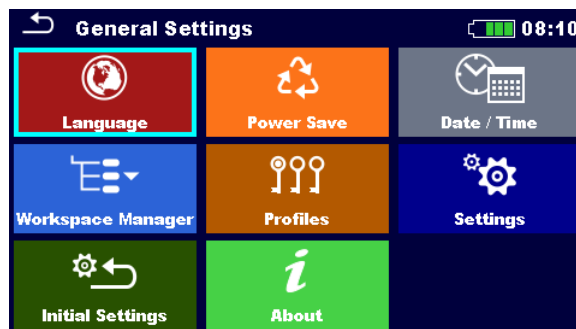 General Settings 08:10
Language Power Save Date / Time
Workspace Manager Profiles Settings
Initial Settings About